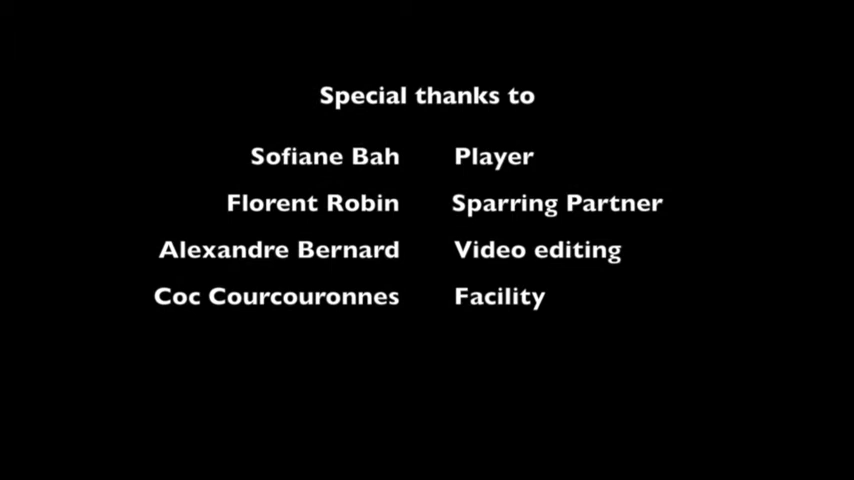 Special thanks to
Sofiane Bah Player
Florent Robin Sparring Partner
Alexandre Bernard Video editing
Coc Courcouronnes Facility